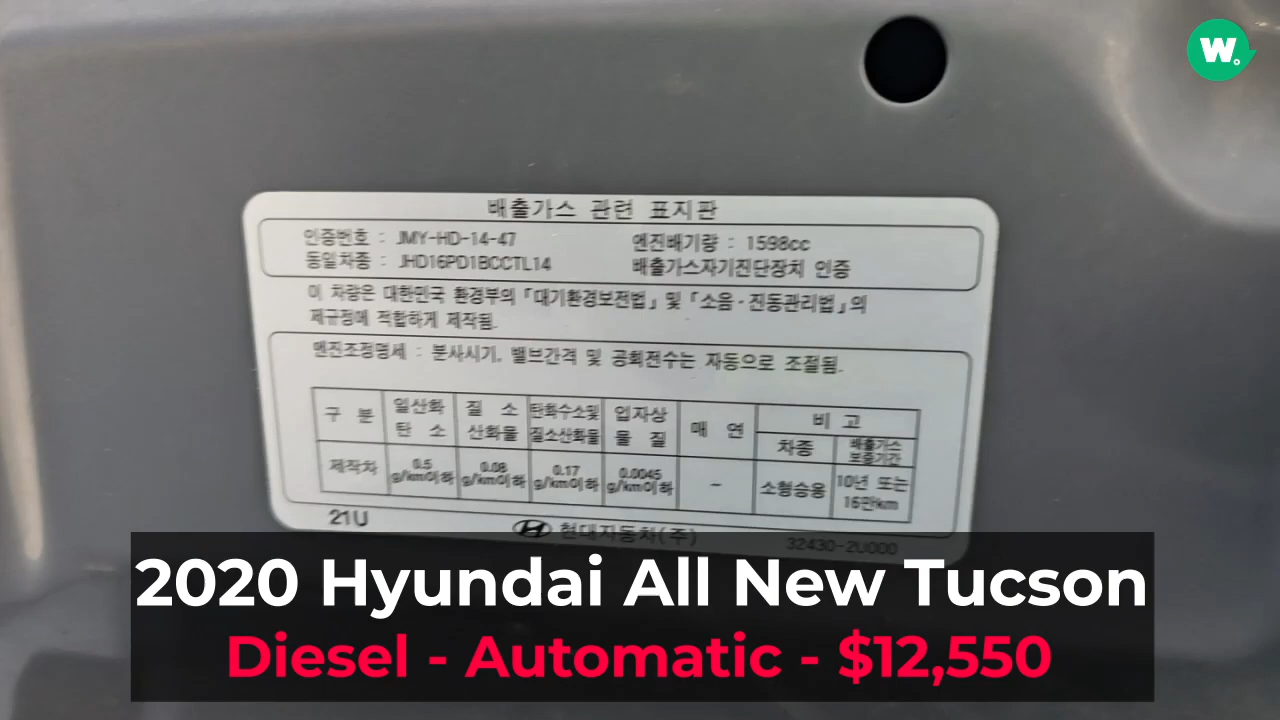 W.
배출가스 관련 표지판
인증번호 : JMY-HD-14-47 엔진배기량 : 1598cc
동일차종 : JHD16PD1BCCTL14 배출가스자기진단장치 인증
이 차량은 대한민국 환경부의 「대기환경보전법」 및 「소음·진동관리법」의
제규정에 적합하게 제작됨.
엔진조정명세 : 분사시기, 밸브간격 및 공회전수는 자동으로 조절됨.
구 분 일산화 탄 소 질 소 산화물 탄화수소및 질소산화물 입자상 물 질 매 연 비 고
차종 배출가스 보증기간
제작차 0.5 g/km이하 0.08 g/km이하 0.17 g/km이하 0.0045 g/km이하 - 소형승용 10년 또는 16만km
21U 현대자동차(주) 32430-2U000
2020 Hyundai All New Tucson
Diesel - Automatic - $12,550